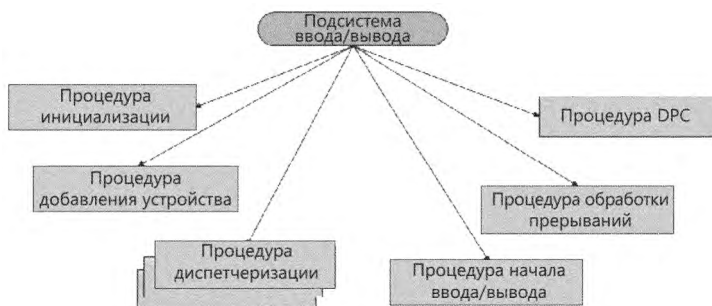 Подсистема
ввода/вывода
Процедура
инициализации
Процедура DPC
Процедура
добавления устройства
Процедура обработки
прерываний
Процедура
диспетчеризации
Процедура начала
ввода/вывода